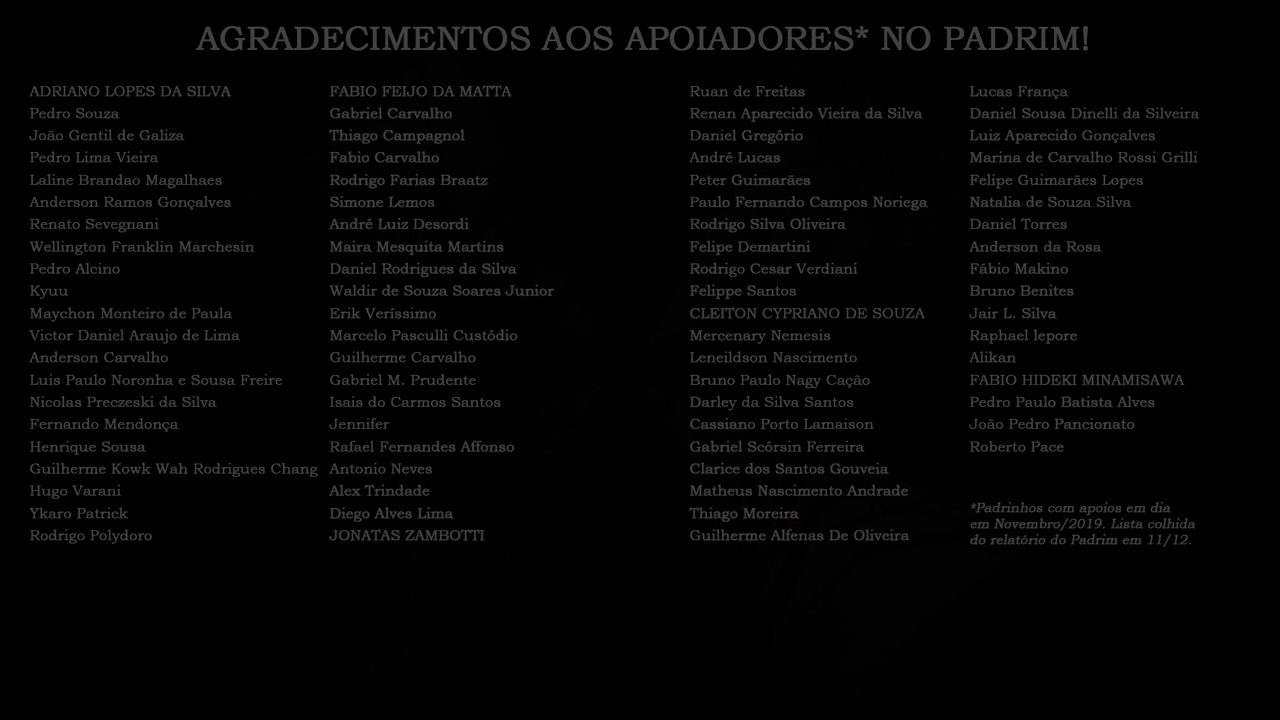 AGRADECIMENTOS AOS APOIADORES* NO PADRIM!
ADRIANO LOPES DA SILVA
Pedro Souza
João Gentil de Galiza
Pedro Lima Vieira
Laline Brandao Magalhaes
Anderson Ramos Gonçalves
Renato Sevegnani
Wellington Franklin Marchesin
Pedro Alcino
Kyuu
Maychon Monteiro de Paula
Victor Daniel Araujo de Lima
Anderson Carvalho
Luis Paulo Noronha e Sousa Freire
Nicolas Preczeski da Silva
Fernando Mendonça
Henrique Sousa
Guilherme Kowk Wah Rodrigues Chang
Hugo Varani
Ykaro Patrick
Rodrigo Polydoro
FABIO FEIJO DA MATTA
Gabriel Carvalho
Thiago Campagnol
Fabio Carvalho
Rodrigo Farias Braatz
Simone Lemos
André Luiz Desordi
Maira Mesquita Martins
Daniel Rodrigues da Silva
Waldir de Souza Soares Junior
Erik Veríssimo
Marcelo Pasculli Custódio
Guilherme Carvalho
Gabriel M. Prudente
Isais do Carmos Santos
Jennifer
Rafael Fernandes Affonso
Antonio Neves
Alex Trindade
Diego Alves Lima
JONATAS ZAMBOTTI
Ruan de Freitas
Renan Aparecido Vieira da Silva
Daniel Gregório
André Lucas
Peter Guimarães
Paulo Fernando Campos Noriega
Rodrigo Silva Oliveira
Felipe Demartini
Rodrigo Cesar Verdiani
Felippe Santos
CLEITON CYPRIANO DE SOUZA
Mercenary Nemesis
Leneildson Nascimento
Bruno Paulo Nagy Cação
Darley da Silva Santos
Cassiano Porto Lamaison
Gabriel Scórsin Ferreira
Clarice dos Santos Gouveia
Matheus Nascimento Andrade
Thiago Moreira
Guilherme Alfenas De Oliveira
Lucas França
Daniel Sousa Dinelli da Silveira
Luiz Aparecido Gonçalves
Marina de Carvalho Rossi Grilli
Felipe Guimarães Lopes
Natalia de Souza Silva
Daniel Torres
Anderson da Rosa
Fábio Makino
Bruno Benites
Jair L. Silva
Raphael lepore
Alikan
FABIO HIDEKI MINAMISAWA
Pedro Paulo Batista Alves
João Pedro Pancionato
Roberto Pace
*Padrinhos com apoios em dia
em Novembro/2019. Lista colhida
do relatório do Padrim em 11/12.